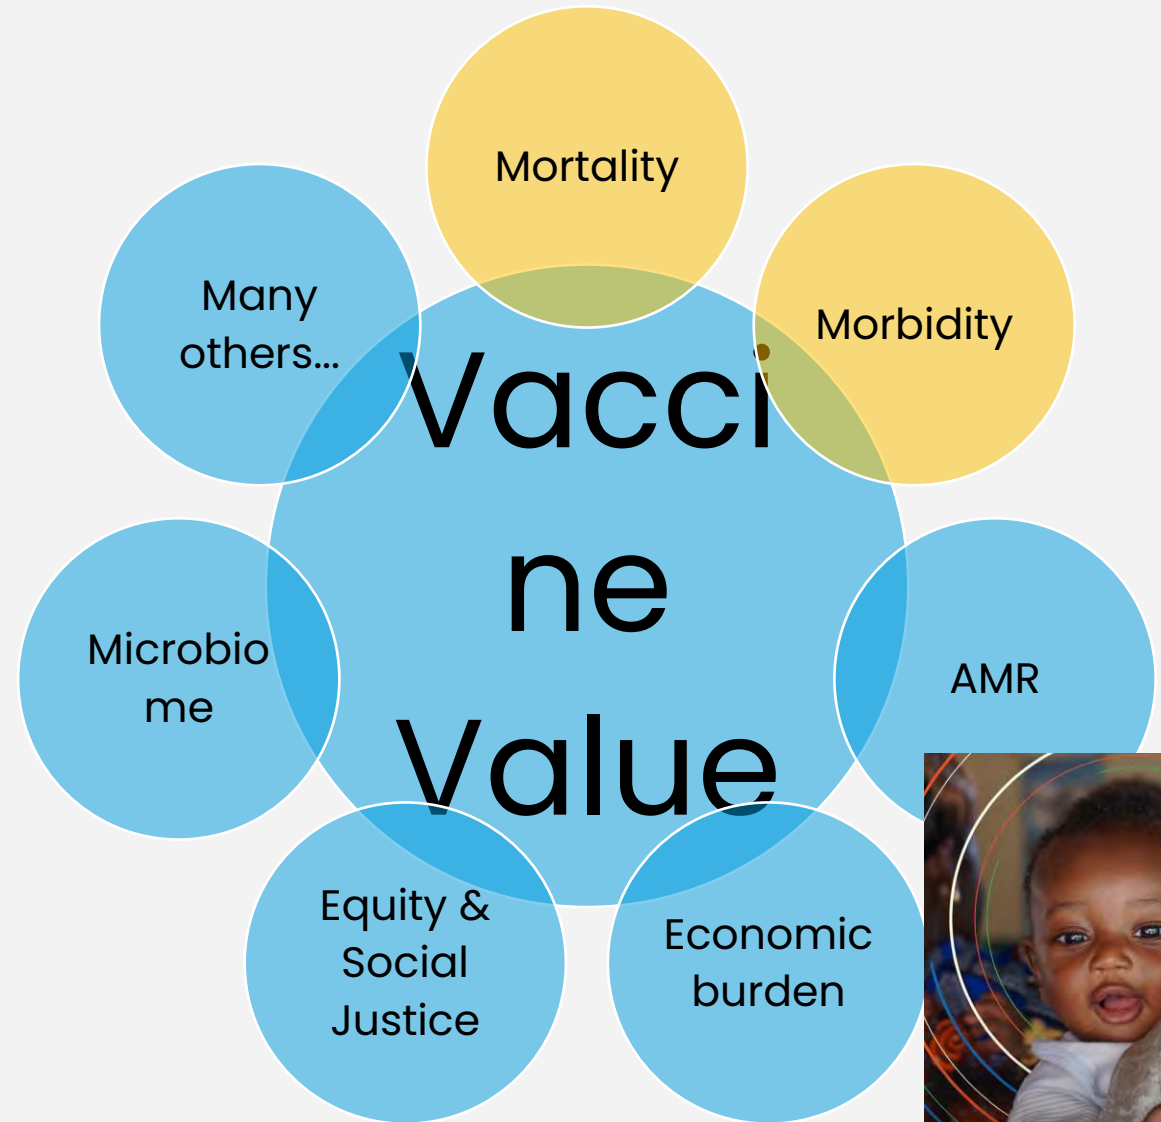 Mortality
Many
others...
Morbidity
Vacci
ne
Value
Microbio
me
AMR
Equity &
Social
Justice
Economic
burden